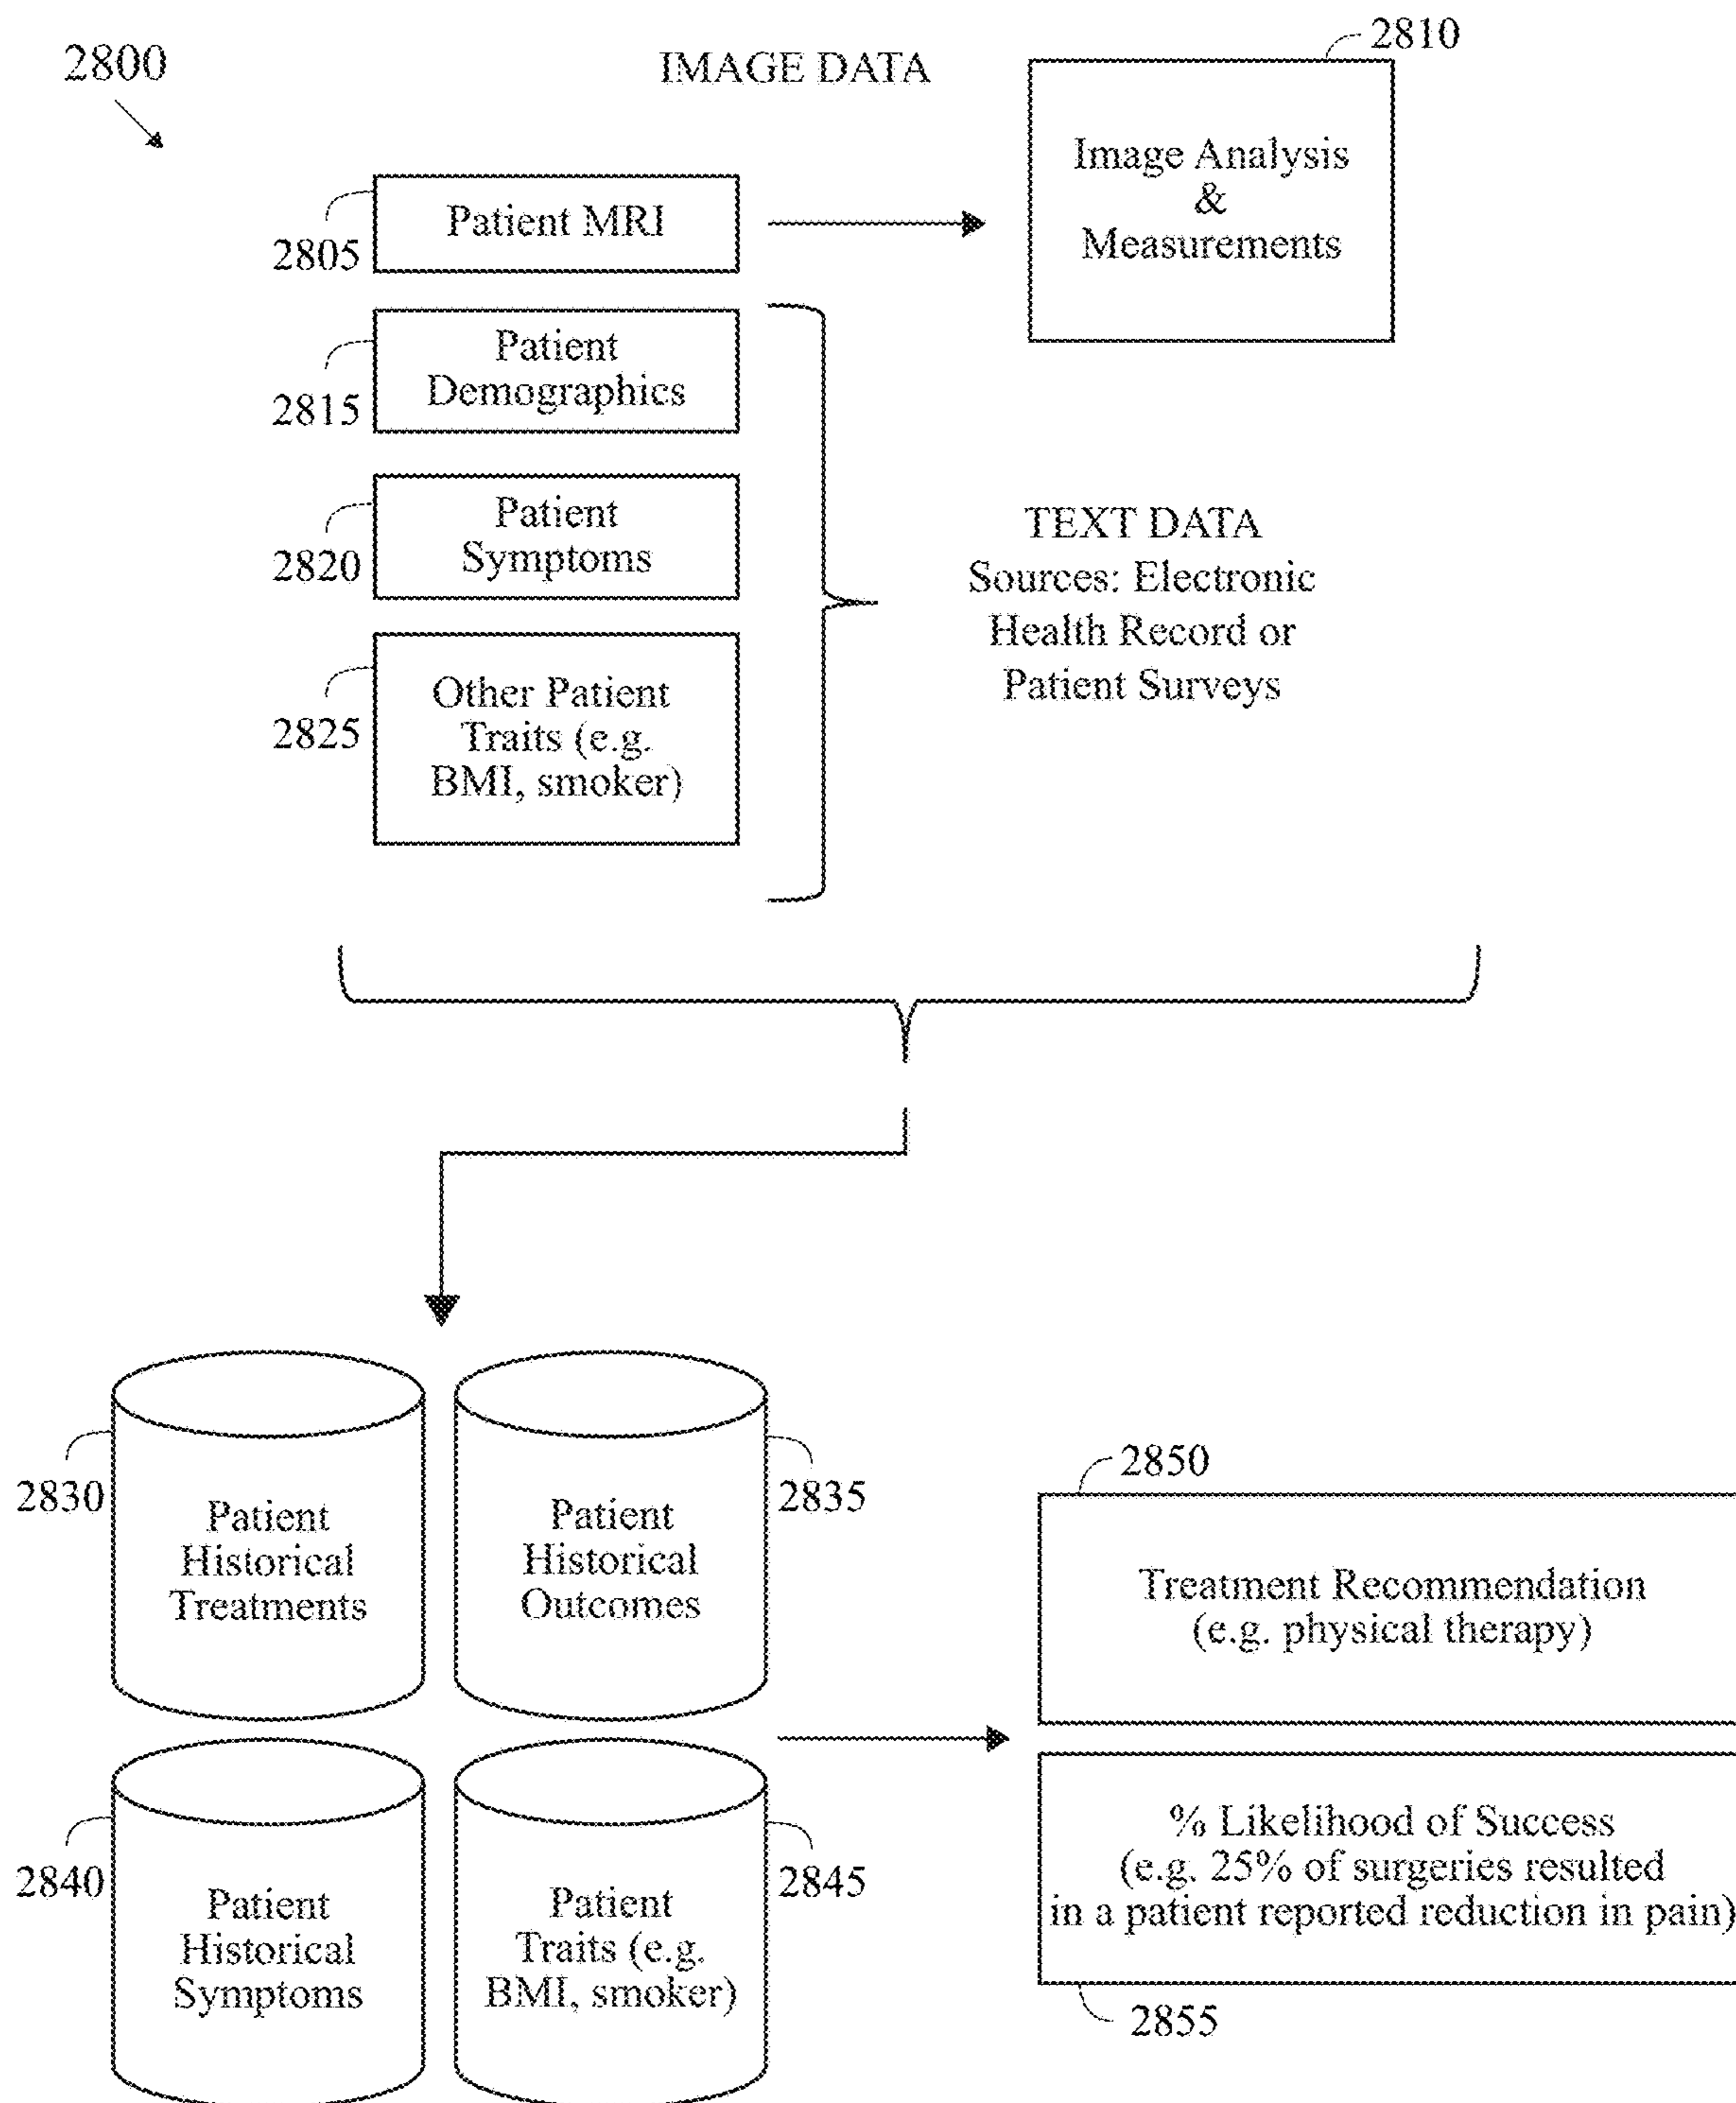 2800
IMAGE DATA
2810
Image Analysis
&
Measurements
Patient MRI
2805
Patient
Demographics
2815
Patient
Symptoms
2820
TEXT DATA
Sources: Electronic
Health Record or
Patient Surveys
Other Patient
Traits (e.g.
BMI, smoker)
2825
2830
Patient
Historical
Treatments
Patient
Historical
Outcomes
2835
2850
Treatment Recommendation
(e.g. physical therapy)
2840
Patient
Historical
Symptoms
Patient
Traits (e.g.
BMI, smoker)
2845
% Likelihood of Success
(e.g. 25% of surgeries resulted
in a patient reported reduction in pain)
2855